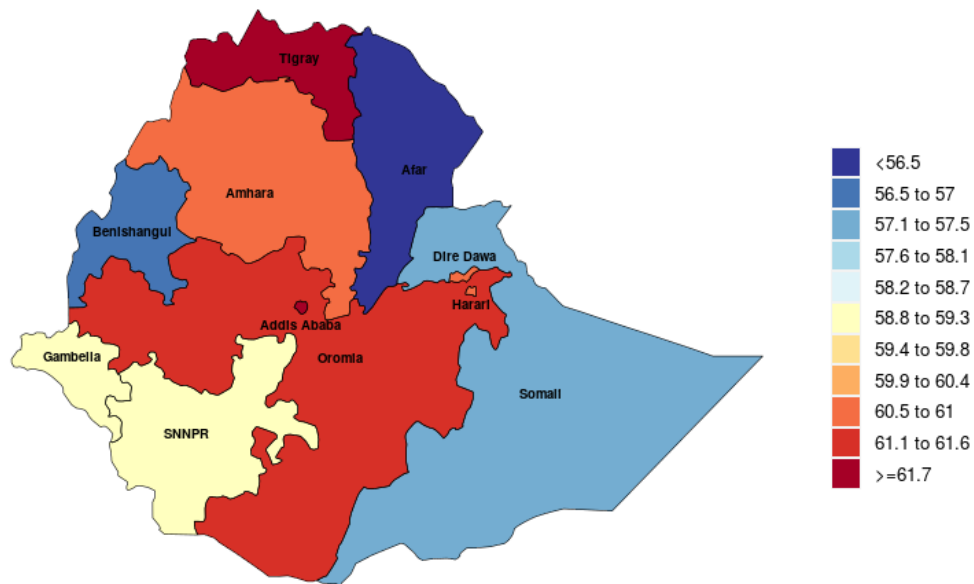 Tigray
Afar
Amhara
Benishangul
Dire Dawa
Harari
Addis Ababa
Gambella
Oromia
Somali
SNNPR
<56.5
56.5 to 57
57.1 to 57.5
57.6 to 58.1
58.2 to 58.7
58.8 to 59.3
59.4 to 59.8
59.9 to 60.4
60.5 to 61
61.1 to 61.6
>=61.7